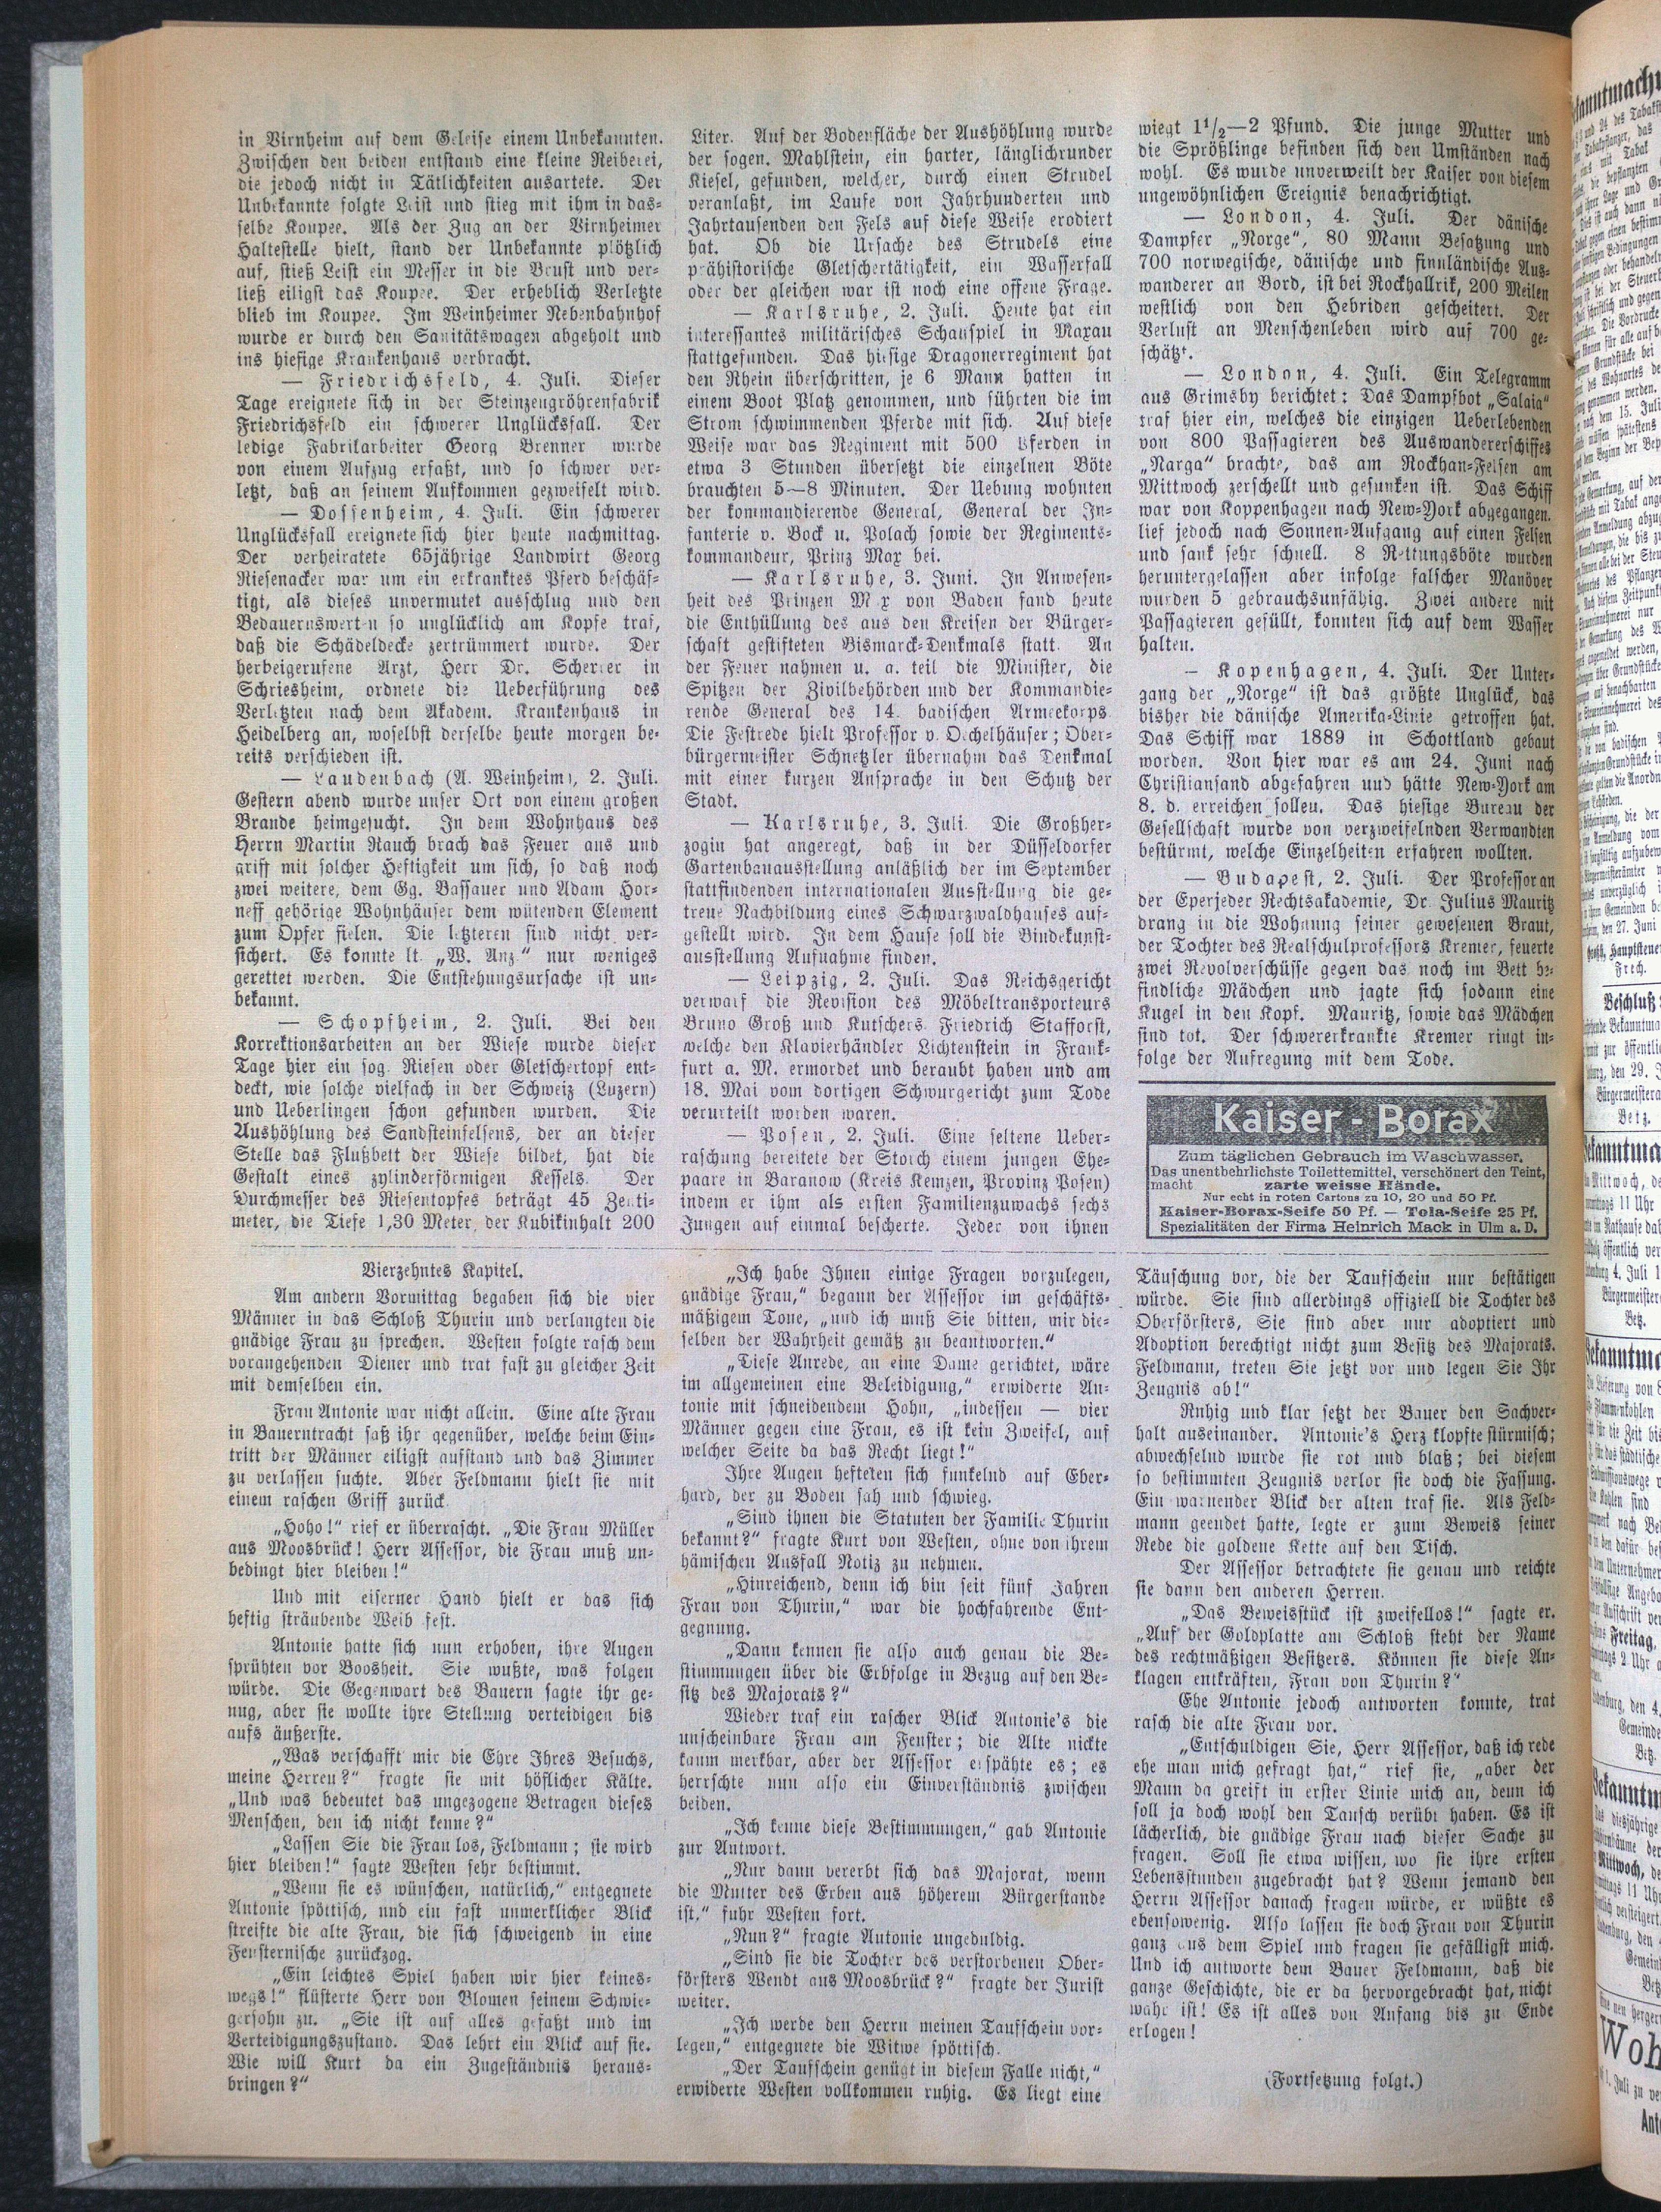 in Virnheim auf dem Geleise einem Unbekannten.
Zwischen den beiden entstand eine kleine Reiberei,
die jedoch nicht in Tätlichkeiten ausartete. Der
Unbekannte folgte Leist und stieg mit ihm in das-
selbe Koupee. Als der Zug an der Virnheimer
Haltestelle hielt, stand der Unbekannte plötzlich
auf, stieß Leist ein Messer in die Brust und ver-
ließ eiligst das Koupee. Der erheblich Verletzte
blieb im Koupee. Im Weinheimer Nebenbahnhof
wurde er durch den Sanitätswagen abgeholt und
ins hiesige Krankenhaus verbracht.
— Friedrichsfeld, 4. Juli. Dieser
Tage ereignete sich in der Steinzeugröhrenfabrik
Friedrichsfeld ein schwerer Unglücksfall. Der
ledige Fabrikarbeiter Georg Brenner wurde
von einem Aufzug erfaßt, und so schwer ver-
letzt, daß an seinem Aufkommen gezweifelt wird.
— Dossenheim, 4. Juli. Ein schwerer
Unglücksfall ereignete sich hier heute nachmittag.
Der verheiratete 65jährige Landwirt Georg
Riesenacker war um ein erkranktes Pferd beschäf-
tigt, als dieses unvermutet ausschlug und den
Bedauernswerten so unglücklich am Kopfe traf,
daß die Schädeldecke zertrümmert wurde. Der
herbeigerufene Arzt, Herr Dr. Scherer in
Schriesheim, ordnete die Ueberführung des
Verletzten nach dem Akadem. Krankenhaus in
Heidelberg an, woselbst derselbe heute morgen be-
reits verschieden ist.
— Laudenbach (A. Weinheim), 2. Juli.
Gestern abend wurde unser Ort von einem großen
Brande heimgesucht. In dem Wohnhaus des
Herrn Martin Rauch brach das Feuer aus und
griff mit solcher Heftigkeit um sich, so daß noch
zwei weitere, dem Gg. Bassauer und Adam Hor-
neff gehörige Wohnhäuser dem wütenden Element
zum Opfer fielen. Die letzteren sind nicht ver-
sichert. Es konnte lt. „W. Anz.“ nur weniges
gerettet werden. Die Entstehungsursache ist un-
bekannt.
— Schopfheim, 2. Juli. Bei den
Korrektionsarbeiten an der Wiese wurde dieser
Tage hier ein sog. Riesen oder Gletschertopf ent-
deckt, wie solche vielfach in der Schweiz (Luzern)
und Ueberlingen schon gefunden wurden. Die
Aushöhlung des Sandsteinfelsens, der an dieser
Stelle das Flußbett der Wiese bildet, hat die
Gestalt eines zylinderförmigen Kessels. Der
Durchmesser des Riesentopfes beträgt 45 Zenti-
meter, die Tiefe 1,30 Meter, der Kubikinhalt 200
Liter. Auf der Bodenfläche der Aushöhlung wurde
der sogen. Mahlstein, ein harter, länglichrunder
Kiesel, gefunden, welcher, durch einen Strudel
veranlaßt, im Laufe von Jahrhunderten und
Jahrtausenden den Fels auf diese Weise erodiert
hat. Ob die Ursache des Strudels eine
prähistorische Gletschertätigkeit, ein Wasserfall
oder der gleichen war ist noch eine offene Frage.
— Karlsruhe, 2. Juli. Heute hat ein
interessantes militärisches Schauspiel in Maxau
stattgefunden. Das hiesige Dragonerregiment hat
den Rhein überschritten, je 6 Mann hatten in
einem Boot Platz genommen, und führten die im
Strom schwimmenden Pferde mit sich. Auf diese
Weise war das Regiment mit 500 Pferden in
etwa 3 Stunden übersetzt die einzelnen Böte
brauchten 5—8 Minuten. Der Uebung wohnten
der kommandierende General, General der In-
fanterie v. Bock u. Polach sowie der Regiments-
kommandeur, Prinz Max bei.
— Karlsruhe, 3. Juni. In Anwesen-
heit des Prinzen Max von Baden fand heute
die Enthüllung des aus den Kreisen der Bürger-
schaft gestifteten Bismarck-Denkmals statt. An
der Feuer nahmen u. a. teil die Minister, die
Spitzen der Zivilbehörden und der Kommandie-
rende General des 14. badischen Armeekorps.
Die Festrede hielt Professor v. Oechelhäuser; Ober-
bürgermeister Schnetzler übernahm das Denkmal
mit einer kurzen Ansprache in den Schutz der
Stadt.
— Karlsruhe, 3. Juli. Die Großher-
zogin hat angeregt, daß in der Düsseldorfer
Gartenbauausstellung anläßlich der im September
stattfindenden internationalen Ausstellung die ge-
treue Nachbildung eines Schwarzwaldhauses auf-
gestellt wird. In dem Hause soll die Bindekunst-
ausstellung Aufnahme finden.
— Leipzig, 2. Juli. Das Reichsgericht
verwarf die Revision des Möbeltransporteurs
Bruno Groß und Kutschers Friedrich Stafforst,
welche den Klavierhändler Lichtenstein in Frank-
furt a. M. ermordet und beraubt haben und am
18. Mai vom dortigen Schwurgericht zum Tode
verurteilt worden waren.
— Posen, 2. Juli. Eine seltene Ueber-
raschung bereitete der Storch einem jungen Ehe-
paare in Baranow (Kreis Kempen, Provinz Posen)
indem er ihm als ersten Familienzuwachs sechs
Jungen auf einmal bescherte. Jeder von ihnen
wiegt 1½—2 Pfund. Die junge Mutter und
die Sprößlinge befinden sich den Umständen nach
wohl. Es wurde unverweilt der Kaiser von diesem
ungewöhnlichen Ereignis benachrichtigt.
— London, 4. Juli. Der dänische
Dampfer „Norge“, 80 Mann Besatzung und
700 norwegische, dänische und finnländische Aus-
wanderer an Bord, ist bei Rockhallrik, 200 Meilen
westlich von den Hebriden gescheitert. Der
Verlust an Menschenleben wird auf 700 ge-
schätzt.
— London, 4. Juli. Ein Telegramm
aus Grimsby berichtet: Das Dampfbot „Salaia“
traf hier ein, welches die einzigen Ueberlebenden
von 800 Passagieren des Auswandererschiffes
„Narga“ brachte, das am Rockhan-Felsen am
Mittwoch zerschellt und gesunken ist. Das Schiff
war von Koppenhagen nach New-York abgegangen.
lief jedoch nach Sonnen-Aufgang auf einen Felsen
und sank sehr schnell. 8 Rettungsböte wurden
heruntergelassen aber infolge falscher Manöver
wurden 5 gebrauchsunfähig. Zwei andere mit
Passagieren gefüllt, konnten sich auf dem Wasser
halten.
— Kopenhagen, 4. Juli. Der Unter-
gang der „Norge“ ist das größte Unglück, das
bisher die dänische Amerika-Linie getroffen hat.
Das Schiff war 1889 in Schottland gebaut
worden. Von hier war es am 24. Juni nach
Christiansand abgefahren und hätte New-York am
8. d. erreichen sollen. Das hiesige Bureau der
Gesellschaft wurde von verzweifelnden Verwandten
bestürmt, welche Einzelheiten erfahren wollten.
— Budapest, 2. Juli. Der Professor an
der Eperjeder Rechtsakademie, Dr. Julius Mauritz
drang in die Wohnung seiner gewesenen Braut,
der Tochter des Realschulprofessors Kremer, feuerte
zwei Revolverschüsse gegen das noch im Bett be-
findliche Mädchen und jagte sich sodann eine
Kugel in den Kopf. Mauritz, sowie das Mädchen
sind tot. Der schwererkrankte Kremer ringt in-
folge der Aufregung mit dem Tode.
Kaiser-Borax
Zum täglichen Gebrauch im Waschwasser.
Das unentbehrlichste Toilettemittel, verschönert den Teint,
macht zarte weisse Hände.
Nur echt in roten Cartons zu 10, 20 und 50 Pf.
Kaiser-Borax-Seife 50 Pf. — Tola-Seife 25 Pf.
Spezialitäten der Firma Heinrich Mack in Ulm a. D.
Vierzehntes Kapitel.
Am andern Vormittag begaben sich die vier
Männer in das Schloß Thurin und verlangten die
gnädige Frau zu sprechen. Westen folgte rasch dem
vorangehenden Diener und trat fast zu gleicher Zeit
mit demselben ein.
Frau Antonie war nicht allein. Eine alte Frau
in Bauerntracht saß ihr gegenüber, welche beim Ein-
tritt der Männer eiligst aufstand und das Zimmer
zu verlassen suchte. Aber Feldmann hielt sie mit
einem raschen Griff zurück.
„Hoho!“ rief er überrascht. „Die Frau Müller
aus Moosbrück! Herr Assessor, die Frau muß un-
bedingt hier bleiben!“
Und mit eiserner Hand hielt er das sich
heftig sträubende Weib fest.
Antonie hatte sich nun erhoben, ihre Augen
sprühten vor Boosheit. Sie wußte, was folgen
würde. Die Gegenwart des Bauern sagte ihr ge-
nug, aber sie wollte ihre Stellung verteidigen bis
aufs äußerste.
„Was verschafft mir die Ehre Ihres Besuchs,
meine Herren?“ fragte sie mit höflicher Kälte.
„Und was bedeutet das ungezogene Betragen dieses
Menschen, den ich nicht kenne?“
„Lassen Sie die Frau los, Feldmann; sie wird
hier bleiben!“ sagte Westen sehr bestimmt.
„Wenn sie es wünschen, natürlich,“ entgegnete
Antonie spöttisch, und ein fast unmerklicher Blick
streifte die alte Frau, die sich schweigend in eine
Fensternische zurückzog.
„Ein leichtes Spiel haben wir hier keines-
wegs!“ flüsterte Herr von Blomen seinem Schwie-
gersohn zu. „Sie ist auf alles gefaßt und im
Verteidigungszustand. Das lehrt ein Blick auf sie.
Wie will Kurt da ein Zugeständnis heraus-
bringen?“
„Ich habe Ihnen einige Fragen vorzulegen,
gnädige Frau,“ begann der Assessor im geschäfts-
mäßigem Tone, „und ich muß Sie bitten, mir die-
selben der Wahrheit gemäß zu beantworten.“
„Diese Anrede, an eine Dame gerichtet, wäre
im allgemeinen eine Beleidigung,“ erwiderte An-
tonie mit schneidendem Hohn, „indessen — vier
Männer gegen eine Frau, es ist kein Zweifel, auf
welcher Seite da das Recht liegt!“
Ihre Augen hefteten sich funkelnd auf Eber-
hard, der zu Boden sah und schwieg.
„Sind ihnen die Statuten der Familie Thurin
bekannt?“ fragte Kurt von Westen, ohne von ihrem
hämischen Ausfall Notiz zu nehmen.
„Hinreichend, denn ich bin seit fünf Jahren
Frau von Thurin,“ war die hochfahrende Ent-
gegnung.
„Dann kennen sie also auch genau die Be-
stimmungen über die Erbfolge in Bezug auf den Be-
sitz des Majorats?“
Wieder traf ein rascher Blick Antonie's die
unscheinbare Frau am Fenster; die Alte nickte
kaum merkbar, aber der Assessor erspähte es; es
herrschte nun also ein Einverständnis zwischen
beiden.
„Ich kenne diese Bestimmungen,“ gab Antonie
zur Antwort.
„Nur dann vererbt sich das Majorat, wenn
die Mutter des Erben aus höherem Bürgerstande
ist,“ fuhr Westen fort.
„Nun?“ fragte Antonie ungeduldig.
„Sind sie die Tochter des verstorbenen Ober-
försters Wendt aus Moosbrück?“ fragte der Jurist
weiter.
„Ich werde den Herrn meinen Taufschein vor-
legen,“ entgegnete die Witwe spöttisch.
„Der Taufschein genügt in diesem Falle nicht,“
erwiderte Westen vollkommen ruhig. Es liegt eine
Täuschung vor, die der Taufschein nur bestätigen
würde. Sie sind allerdings offiziell die Tochter des
Oberförsters, Sie sind aber nur adoptiert und
Adoption berechtigt nicht zum Besitz des Majorats.
Feldmann, treten Sie jetzt vor und legen Sie Ihr
Zeugnis ab!“
Ruhig und klar setzt der Bauer den Sachver-
halt auseinander. Antonie's Herz klopfte stürmisch;
abwechselnd wurde sie rot und blaß; bei diesem
so bestimmten Zeugnis verlor sie doch die Fassung.
Ein warnender Blick der alten traf sie. Als Feld-
mann geendet hatte, legte er zum Beweis seiner
Rede die goldene Kette auf den Tisch.
Der Assessor betrachtete sie genau und reichte
sie dann den anderen Herren.
„Das Beweisstück ist zweifellos!“ sagte er.
„Auf der Goldplatte am Schloß steht der Name
des rechtmäßigen Besitzers. Können sie diese An-
klagen entkräften, Frau von Thurin?“
Ehe Antonie jedoch antworten konnte, trat
rasch die alte Frau vor.
„Entschuldigen Sie, Herr Assessor, daß ich rede
ehe man mich gefragt hat,“ rief sie, „aber der
Mann da greift in erster Linie mich an, denn ich
soll ja doch wohl den Tausch verübt haben. Es ist
lächerlich, die gnädige Frau nach dieser Sache zu
fragen. Soll sie etwa wissen, wo sie ihre ersten
Lebensstunden zugebracht hat? Wenn jemand den
Herrn Assessor danach fragen würde, er wüßte es
ebensowenig. Also lassen sie doch Frau von Thurin
ganz aus dem Spiel und fragen sie gefälligst mich.
Und ich antworte dem Bauer Feldmann, daß die
ganze Geschichte, die er da hervorgebracht hat, nicht
wahr ist! Es ist alles von Anfang bis zu Ende
erlogen!
(Fortsetzung folgt.)